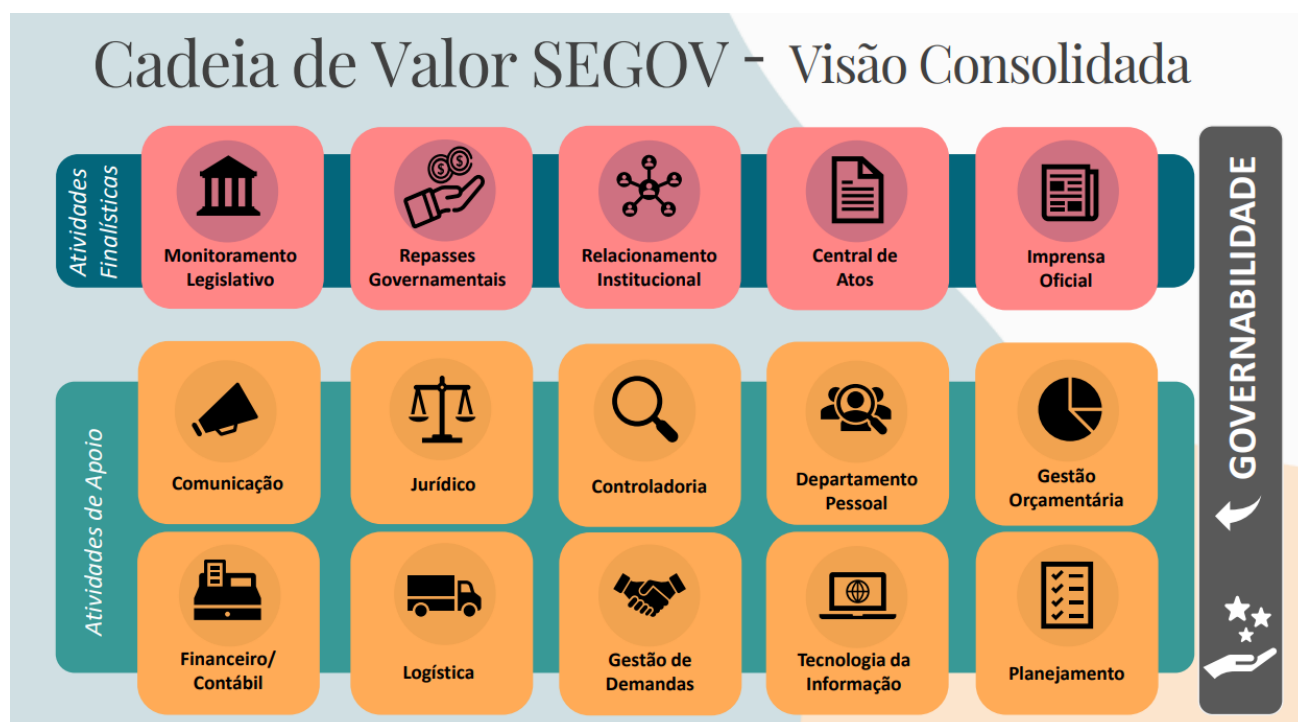 Cadeia de Valor SEGOV - Visão Consolidada
Atividades
Finalísticas
Monitoramento
Legislativo
Repasses
Governamentais
Relacionamento
Institucional
Central de
Atos
Imprensa
Oficial
GOVERNABILIDADE
Atividades de Apoio
Comunicação
Jurídico
Controladoria
Departamento
Pessoal
Gestão
Orçamentária
Financeiro/
Contábil
Logística
Gestão de
Demandas
Tecnologia da
Informação
Planejamento